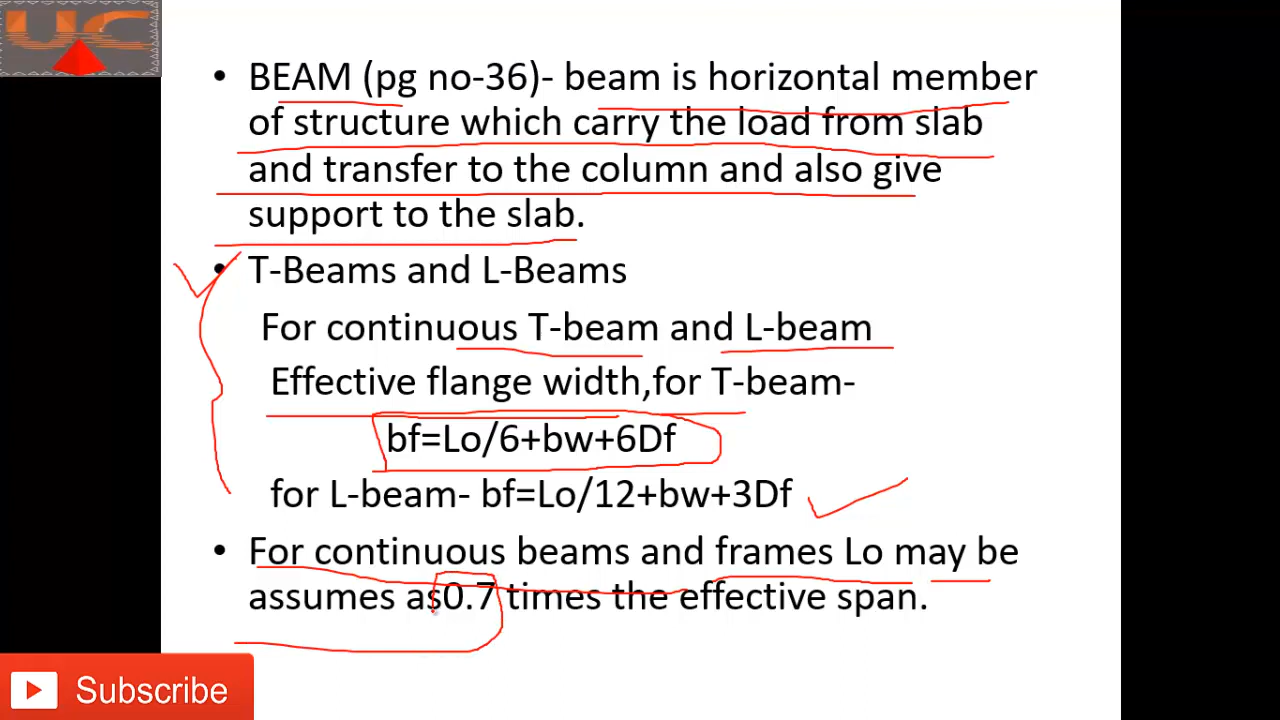 UC
• BEAM (pg no-36)- beam is horizontal member
of structure which carry the load from slab
and transfer to the column and also give
support to the slab.
• T-Beams and L-Beams
For continuous T-beam and L-beam
Effective flange width,for T-beam-
bf=Lo/6+bw+6Df
for L-beam- bf=Lo/12+bw+3Df
• For continuous beams and frames Lo may be
assumes as0.7 times the effective span.
Subscribe